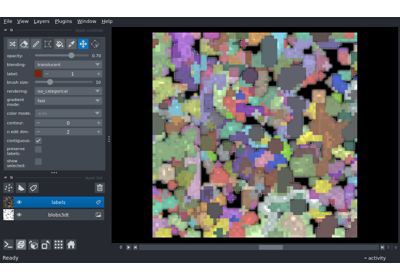 File View Layers Plugins Window Help
opacity: 0.70
blending: translucent
label: 1
brush size: 10
rendering: iso_categorical
gradient mode: fast
color mode:
contour: 0
n edit dim: 2
contiguous:
preserve labels:
show selected:
labels
blobs3dt
0
Ready
activity